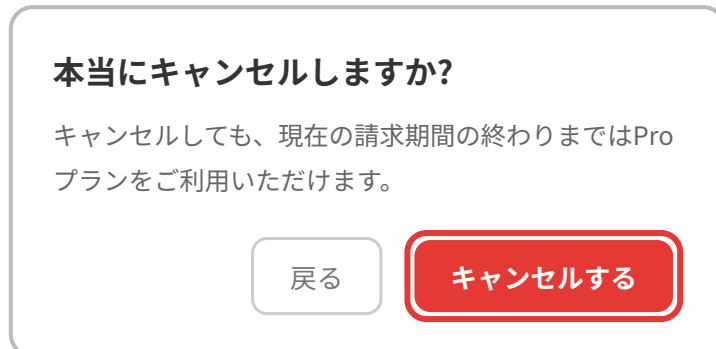 本当にキャンセルしますか?
キャンセルしても、現在の請求期間の終わりまではPro
プランをご利用いただけます。
戻る
キャンセルする